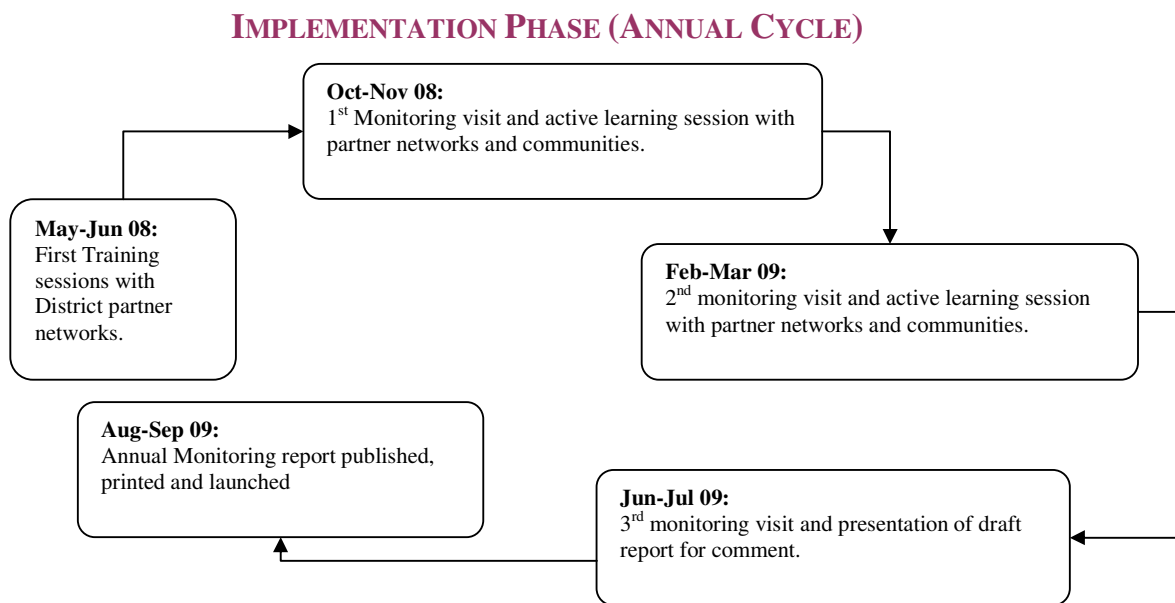 IMPLEMENTATION PHASE (ANNUAL CYCLE)
Oct-Nov 08:
1st Monitoring visit and active learning session with
partner networks and communities.
May-Jun 08:
First Training
sessions with
District partner
networks.
Feb-Mar 09:
2nd monitoring visit and active learning session
with partner networks and communities.
Aug-Sep 09:
Annual Monitoring report published,
printed and launched
Jun-Jul 09:
3rd monitoring visit and presentation of draft
report for comment.